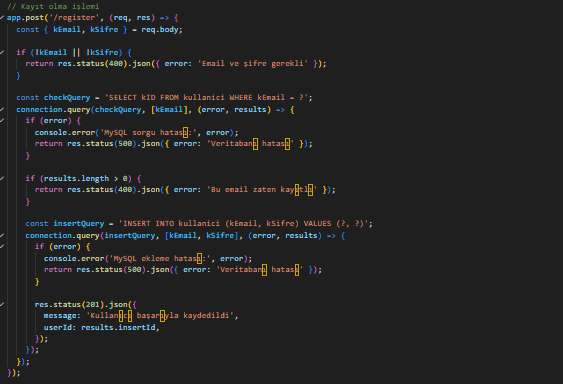 // Kayıt olma işlemi
app.post('/register', (req, res) => {
  const { kEmail, kSifre } = req.body;

  if (!kEmail || !kSifre) {
    return res.status(400).json({ error: 'Email ve şifre gerekli' });
  }

  const checkQuery = 'SELECT kID FROM kullanici WHERE kEmail = ?';
  connection.query(checkQuery, [kEmail], (error, results) => {
    if (error) {
      console.error('MySQL sorgu hatası:', error);
      return res.status(500).json({ error: 'Veritabanı hatası' });
    }

    if (results.length > 0) {
      return res.status(400).json({ error: 'Bu email zaten kayıtlı' });
    }

    const insertQuery = 'INSERT INTO kullanici (kEmail, kSifre) VALUES (?, ?)';
    connection.query(insertQuery, [kEmail, kSifre], (error, results) => {
      if (error) {
        console.error('MySQL ekleme hatası:', error);
        return res.status(500).json({ error: 'Veritabanı hatası' });
      }

      res.status(201).json({
        message: 'Kullanıcı başarıyla kaydedildi',
        userId: results.insertId,
      });
    });
  });
});